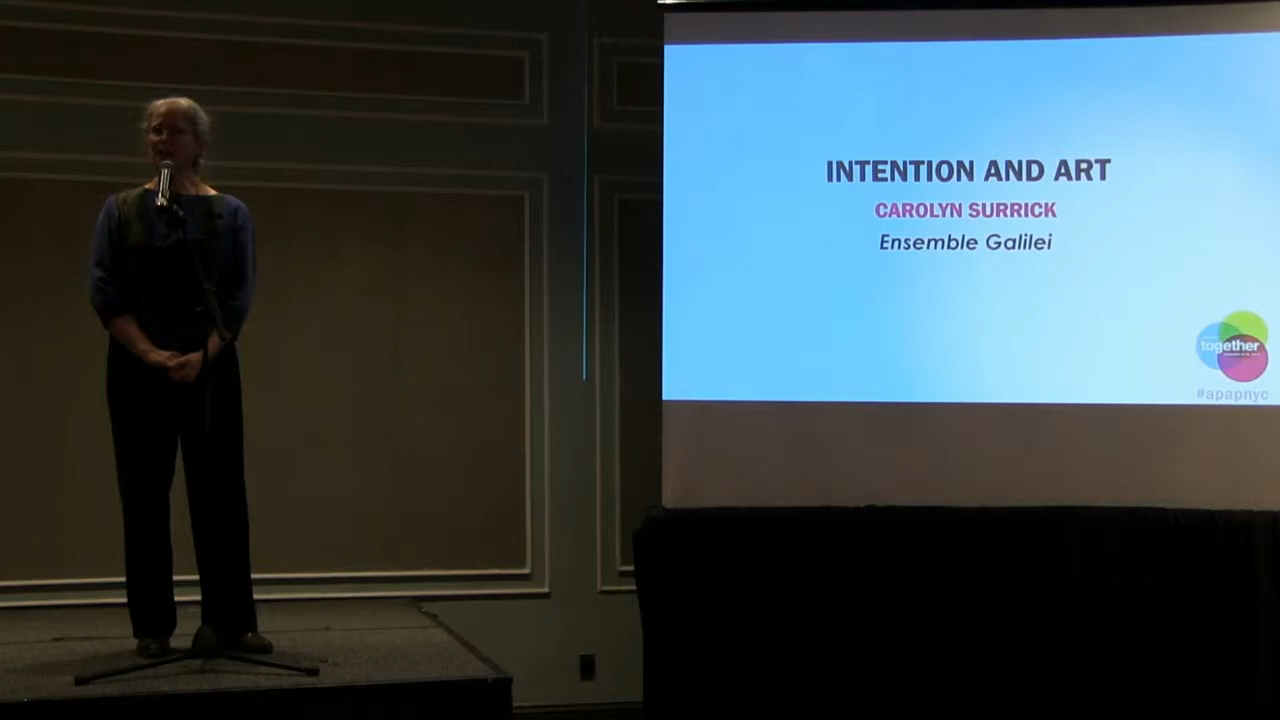 INTENTION AND ART
CAROLYN SURRICK
Ensemble Galilei
together
#apapnyc